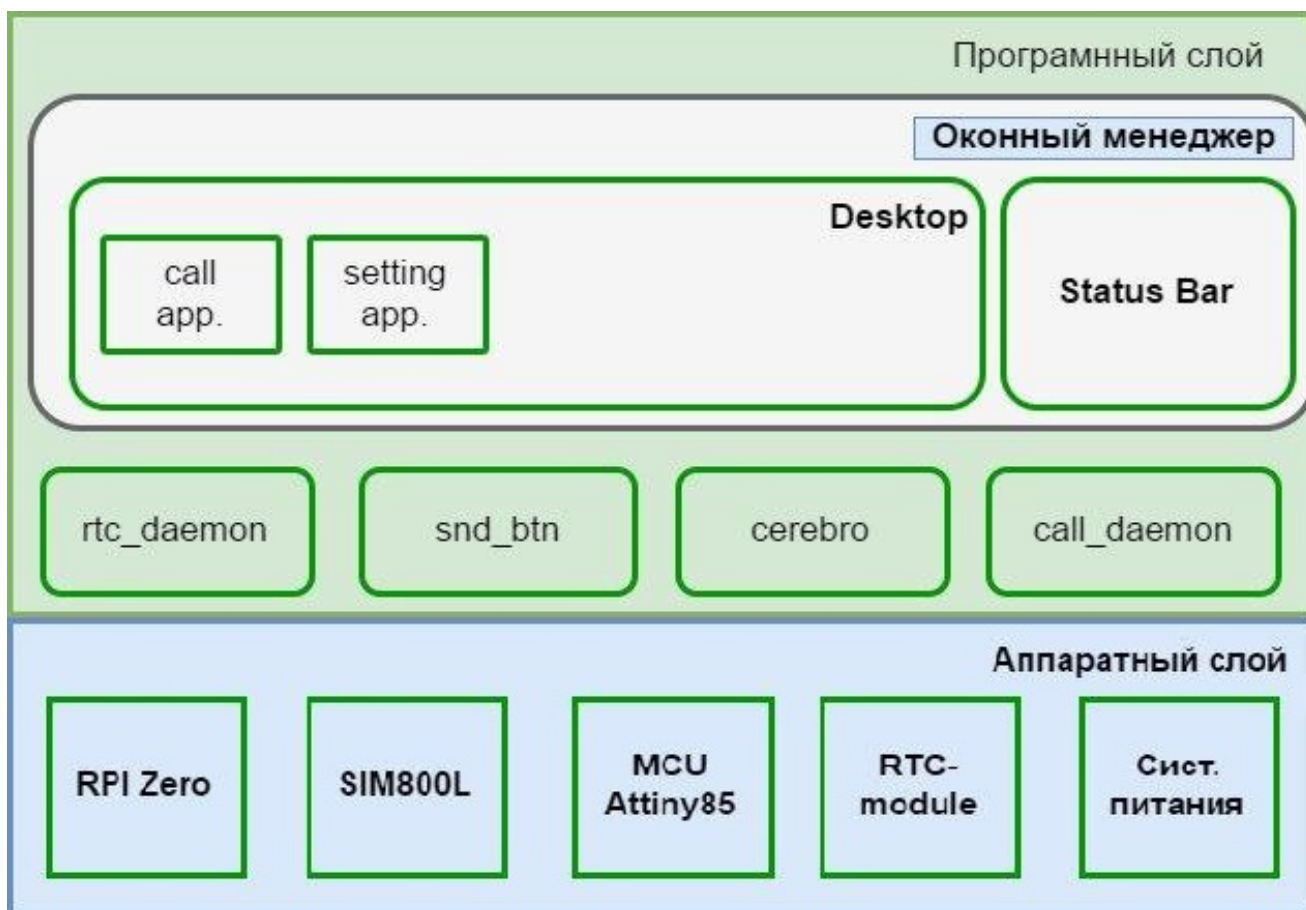 Програмнный слой
Оконный менеджер
Desktop
call
app.
setting
app.
Status Bar
rtc_daemon
snd_btn
cerebro
call_daemon
Аппаратный слой
RPI Zero
SIM800L
MCU
Attiny85
RTC-
module
Сист.
питания